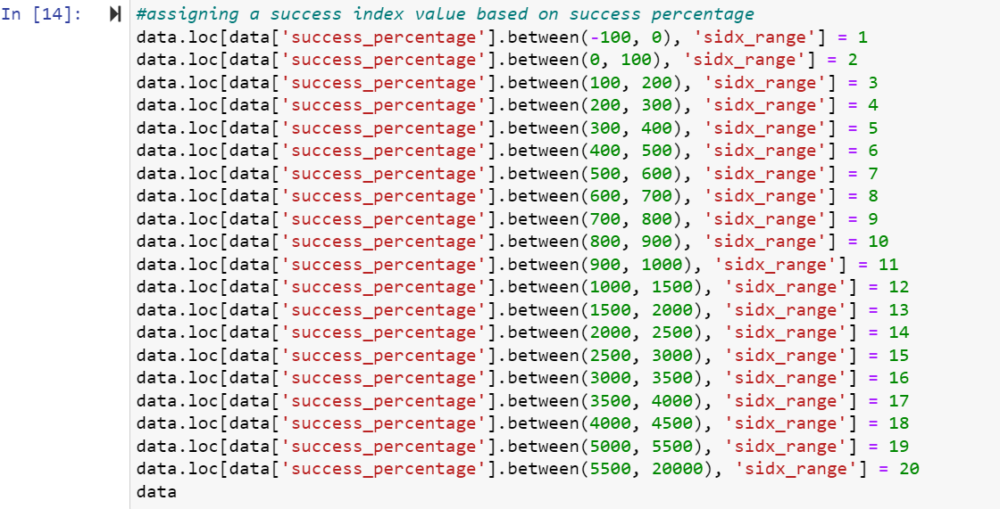 In [14]:
#assigning a success index value based on success percentage
data.loc[data['success_percentage'].between(-100, 0), 'sidx_range'] = 1
data.loc[data['success_percentage'].between(0, 100), 'sidx_range'] = 2
data.loc[data['success_percentage'].between(100, 200), 'sidx_range'] = 3
data.loc[data['success_percentage'].between(200, 300), 'sidx_range'] = 4
data.loc[data['success_percentage'].between(300, 400), 'sidx_range'] = 5
data.loc[data['success_percentage'].between(400, 500), 'sidx_range'] = 6
data.loc[data['success_percentage'].between(500, 600), 'sidx_range'] = 7
data.loc[data['success_percentage'].between(600, 700), 'sidx_range'] = 8
data.loc[data['success_percentage'].between(700, 800), 'sidx_range'] = 9
data.loc[data['success_percentage'].between(800, 900), 'sidx_range'] = 10
data.loc[data['success_percentage'].between(900, 1000), 'sidx_range'] = 11
data.loc[data['success_percentage'].between(1000, 1500), 'sidx_range'] = 12
data.loc[data['success_percentage'].between(1500, 2000), 'sidx_range'] = 13
data.loc[data['success_percentage'].between(2000, 2500), 'sidx_range'] = 14
data.loc[data['success_percentage'].between(2500, 3000), 'sidx_range'] = 15
data.loc[data['success_percentage'].between(3000, 3500), 'sidx_range'] = 16
data.loc[data['success_percentage'].between(3500, 4000), 'sidx_range'] = 17
data.loc[data['success_percentage'].between(4000, 4500), 'sidx_range'] = 18
data.loc[data['success_percentage'].between(5000, 5500), 'sidx_range'] = 19
data.loc[data['success_percentage'].between(5500, 20000), 'sidx_range'] = 20
data